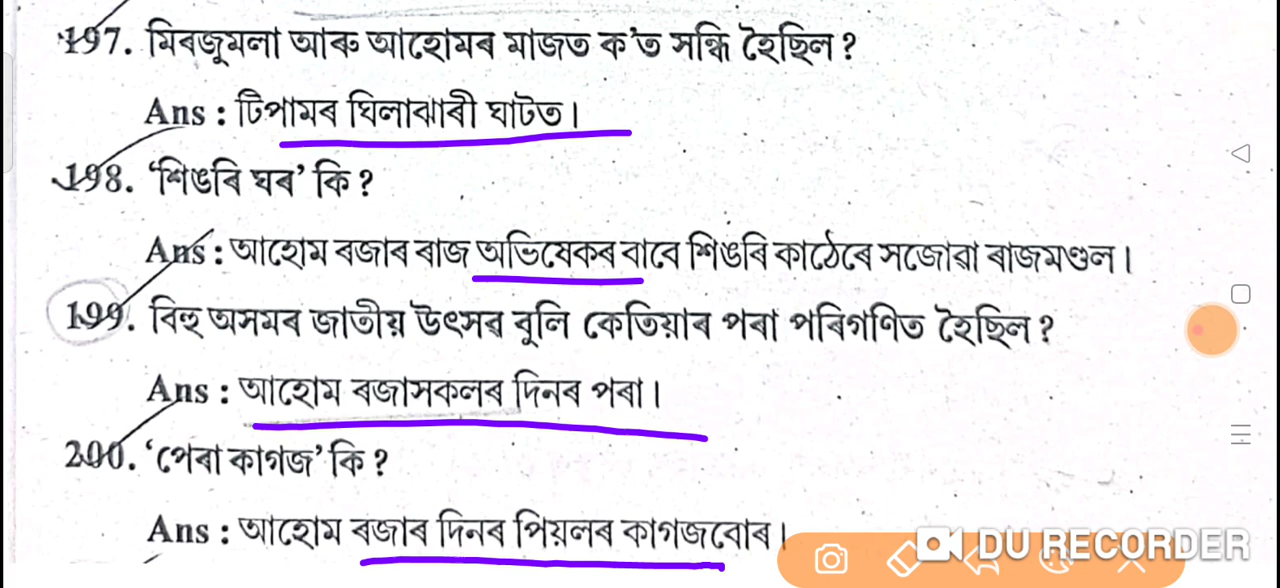 197. মিৰজুমলা আৰু আহোমৰ মাজত ক'ত সন্ধি হৈছিল ?
Ans : টিপামৰ ঘিলাঝাৰী ঘাটত।
198. ‘শিঙৰি ঘৰ’ কি ?
Ans : আহোম ৰজাৰ ৰাজ অভিষেকৰ বাবে শিঙৰি কাঠেৰে সজোৱা ৰাজমণ্ডল।
199. বিহু অসমৰ জাতীয় উৎসৱ বুলি কেতিয়াৰ পৰা পৰিগণিত হৈছিল ?
Ans : আহোম ৰজাসকলৰ দিনৰ পৰা।
200. ‘পেৰা কাগজ’ কি ?
Ans : আহোম ৰজাৰ দিনৰ পিয়লৰ কাগজবোৰ।
DU RECORDER